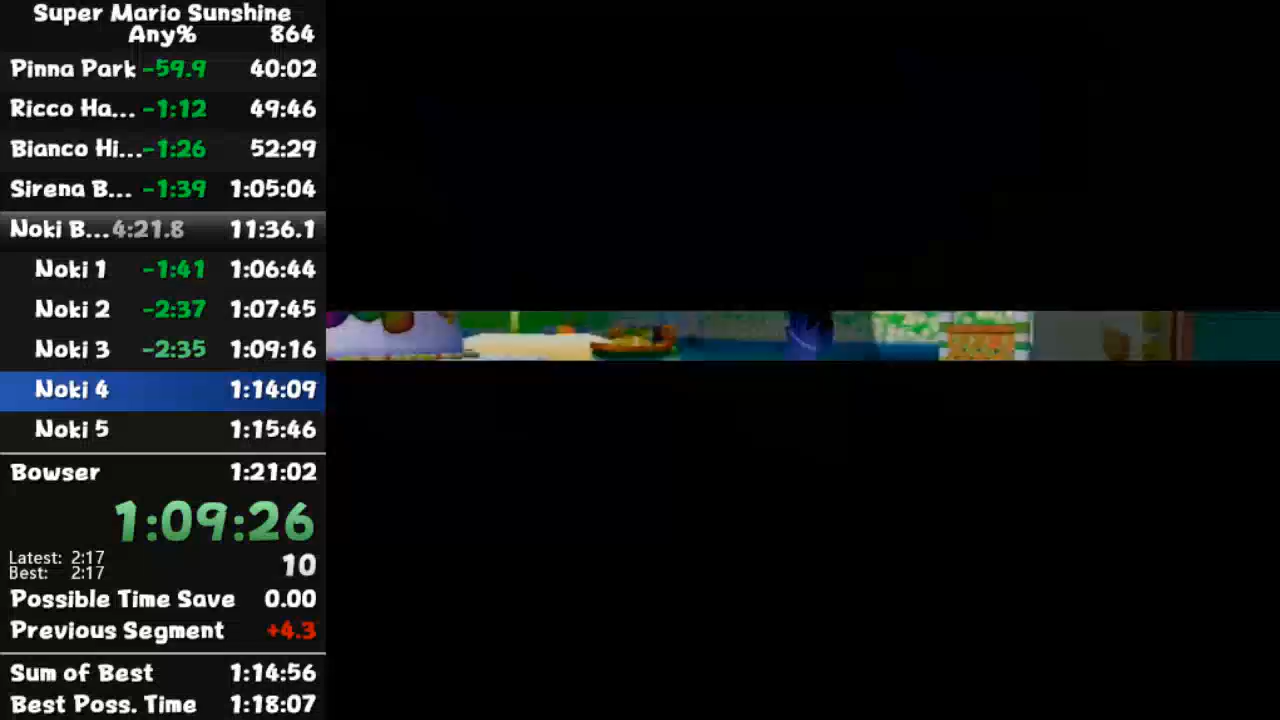 Super Mario Sunshine
Any% 864
Pinna Park -59.9 40:02
Ricco Ha... -1:12 49:46
Bianco Hi... -1:26 52:29
Sirena B... -1:39 1:05:04
Noki B... 4:21.8 11:36.1
Noki 1 -1:41 1:06:44
Noki 2 -2:37 1:07:45
Noki 3 -2:35 1:09:16
Noki 4 1:14:09
Noki 5 1:15:46
Bowser 1:21:02
1:09:26
Latest: 2:17
Best: 2:17
10
Possible Time Save 0.00
Previous Segment +4.3
Sum of Best 1:14:56
Best Poss. Time 1:18:07